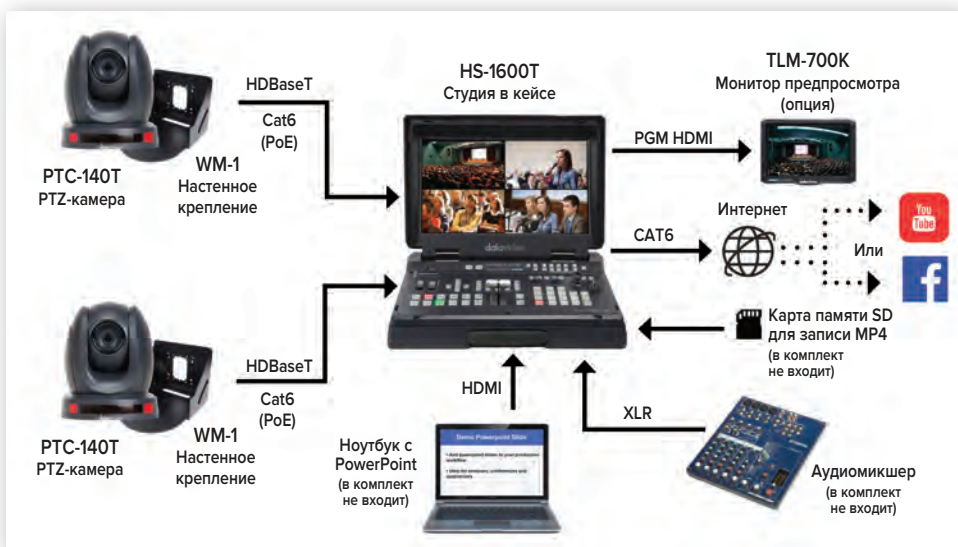 HDBaseT
Cat6
(PoE)
PTC-140T
PTZ-камера
WM-1
Настенное
крепление
HS-1600T
Студия в кейсе
datavideo
TLM-700K
Монитор предпросмотра
(опция)
PGM HDMI
CAT6
Интернет
Или
You
Tube
f
Карта памяти SD
для записи MP4
(в комплект
не входит)
HDBaseT
Cat6
(PoE)
PTC-140T
PTZ-камера
WM-1
Настенное
крепление
HDMI
XLR
Ноутбук с
PowerPoint
(в комплект
не входит)
Demo Powerpoint Slide
Аудиомикшер
(в комплект
не входит)